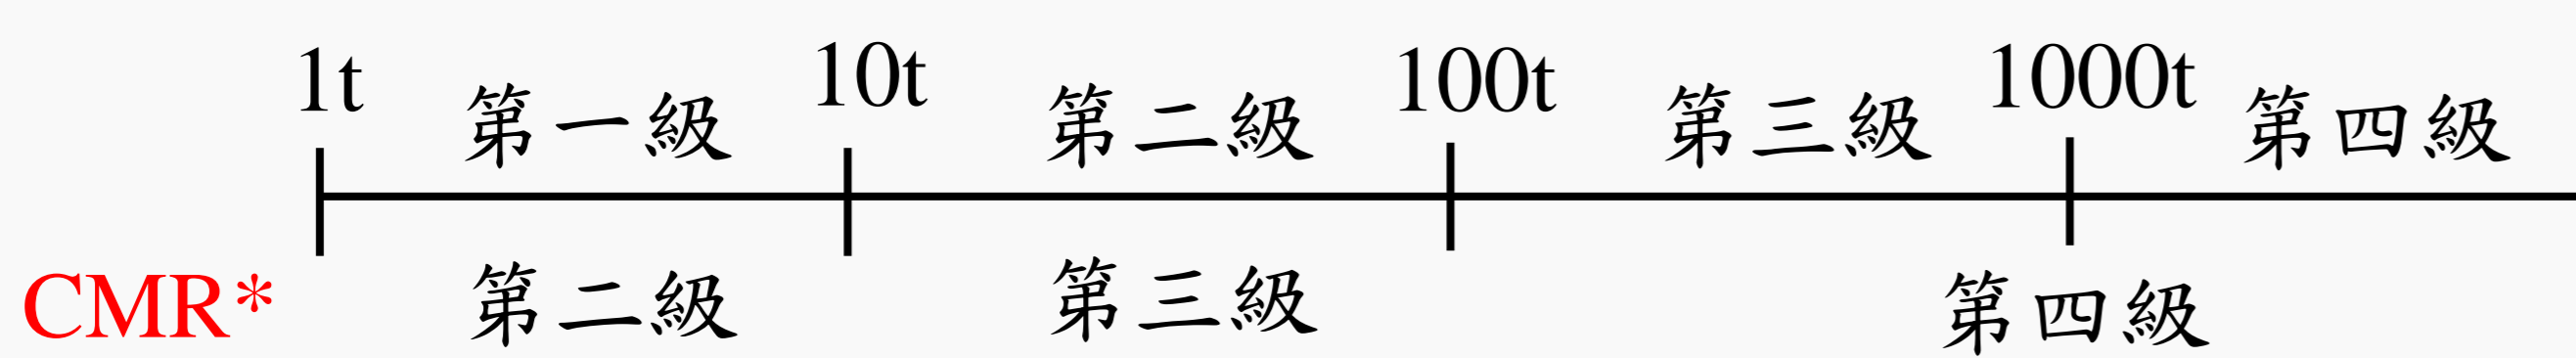 1t 10t 100t 1000t
第一級 第二級 第三級 第四級
CMR* 第二級 第三級 第四級